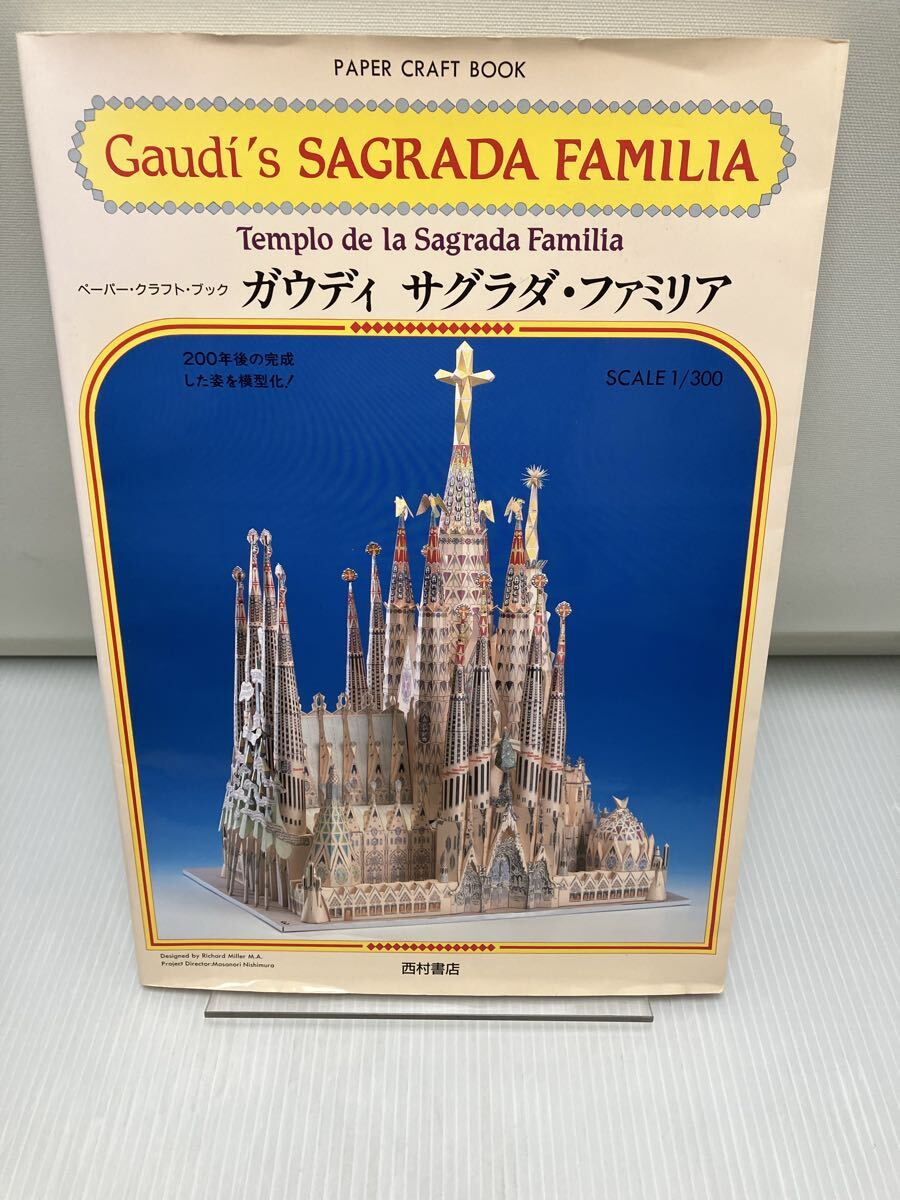 PAPER CRAFT BOOK
Gaudí's SAGRADA FAMILIA
Templo de la Sagrada Familia
ペーパー・クラフト・ブック ガウディ サグラダ・ファミリア
200年後の完成
した姿を模型化!
SCALE 1/300
Designed by Richard Miller M.A.
Project Director:Masanori Nishimura
西村書店